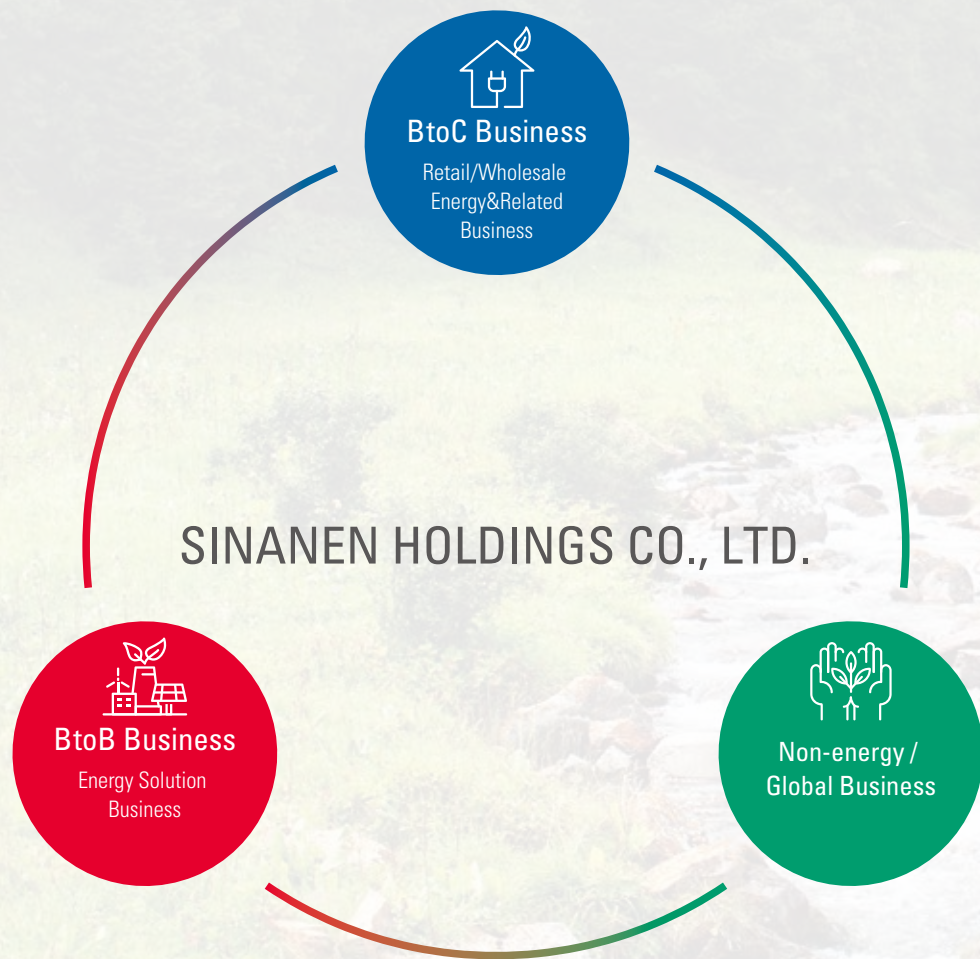 BtoC Business
Retail/Wholesale
Energy&Related
Business
SINANEN HOLDINGS CO., LTD.
BtoB Business
Energy Solution
Business
Non-energy /
Global Business